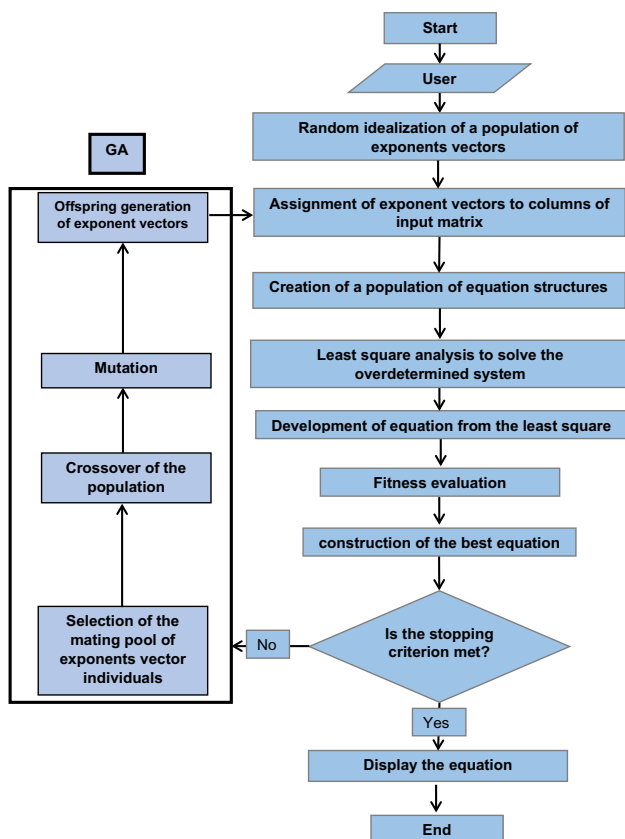 Start
User
Random idealization of a population of
exponents vectors
GA
Offspring generation
of exponent vectors
Assignment of exponent vectors to columns of
input matrix
Creation of a population of equation structures
Mutation
Least square analysis to solve the
overdetermined system
Development of equation from the least square
Crossover of the
population
Fitness evaluation
construction of the best equation
Selection of the
mating pool of
exponents vector
individuals
No
Is the stopping
criterion met?
Yes
Display the equation
End